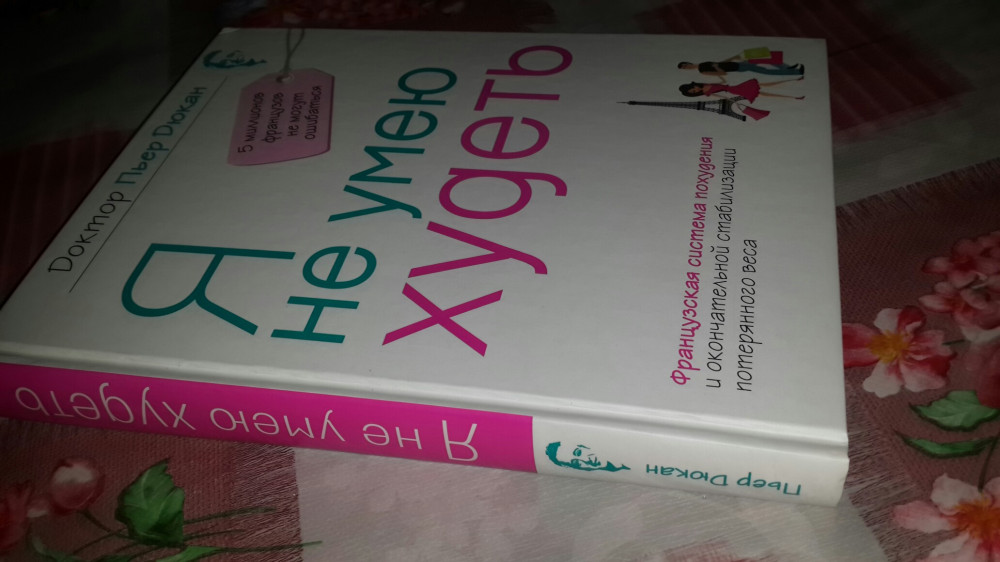 Доктор Пьер Дюкан
5 миллионов
французов
не могут
ошибаться
Я
не умею
худеть
Французская система похудения
и окончательной стабилизации
потерянного веса
Я не умею худеть
Пьер Дюкан